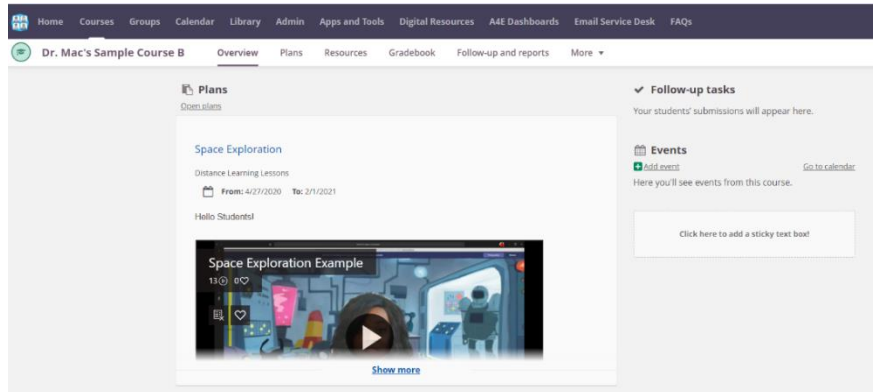 Home Courses Groups Calendar Library Admin Apps and Tools Digital Resources A4E Dashboards Email Service Desk FAQs
Dr. Mac's Sample Course B Overview Plans Resources Gradebook Follow-up and reports More
Plans
Open plans
Space Exploration
Distance Learning Lessons
From: 4/27/2020 To: 2/1/2021
Hello Students!
Space Exploration Example
13 0
Show more
Follow-up tasks
Your students' submissions will appear here.
Events
Add event Go to calendar
Here you'll see events from this course.
Click here to add a sticky text box!